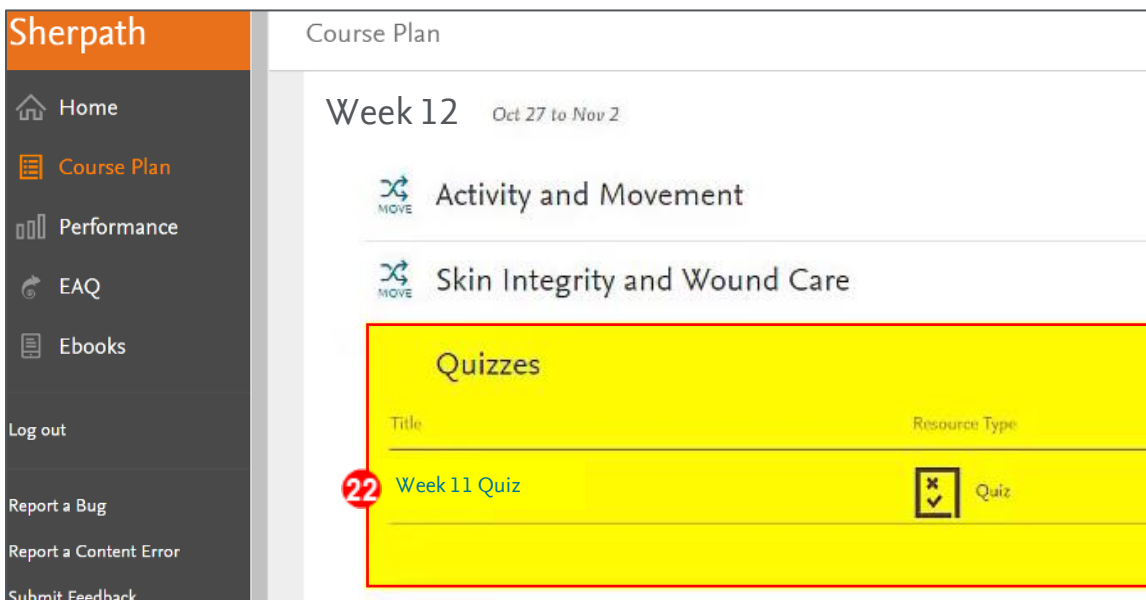 Sherpath
Course Plan
Home
Course Plan
Performance
EAQ
Ebooks
Log out
Report a Bug
Report a Content Error
Submit Feedback
Week 12 Oct 27 to Nov 2
MOVE Activity and Movement
MOVE Skin Integrity and Wound Care
Quizzes
Title Resource Type
22 Week 11 Quiz Quiz